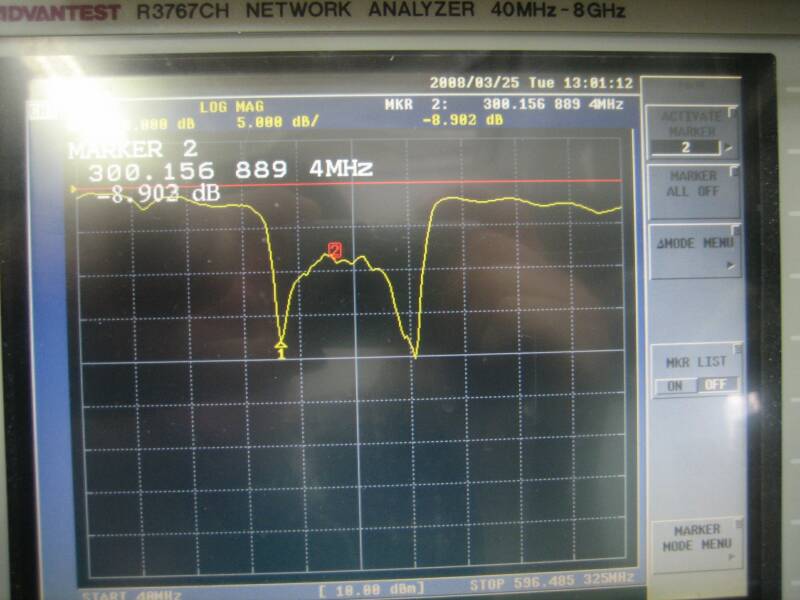 ADVANTEST R3767CH NETWORK ANALYZER 40MHz-8GHz
2008/03/25 Tue 13:01:12
LOG MAG MKR 2: 300.156 889 4MHz
dB 5.000 dB/ -8.902 dB
MARKER 2
300.156 889 4MHz
-8.902 dB
2
1
START 40MHz [ 10.00 dBm] STOP 596.485 325MHz
ACTIVATE
MARKER
2
MARKER
ALL OFF
ΔMODE MENU
MKR LIST
ON OFF
MARKER
MODE MENU